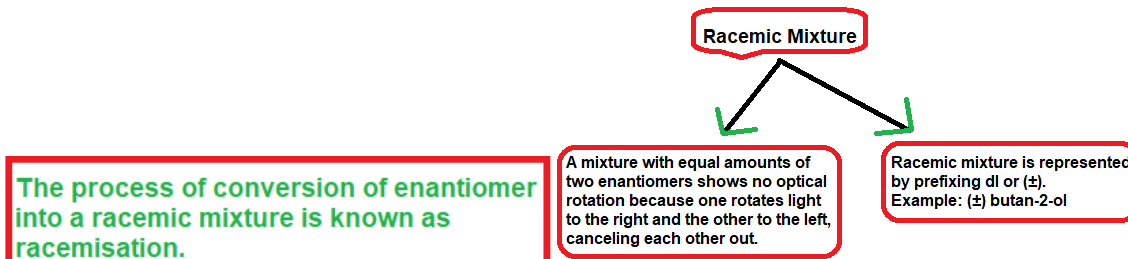 Racemic Mixture
A mixture with equal amounts of
two enantiomers shows no optical
rotation because one rotates light
to the right and the other to the left,
canceling each other out.
Racemic mixture is represented
by prefixing dl or (±).
Example: (±) butan-2-ol
The process of conversion of enantiomer
into a racemic mixture is known as
racemisation.